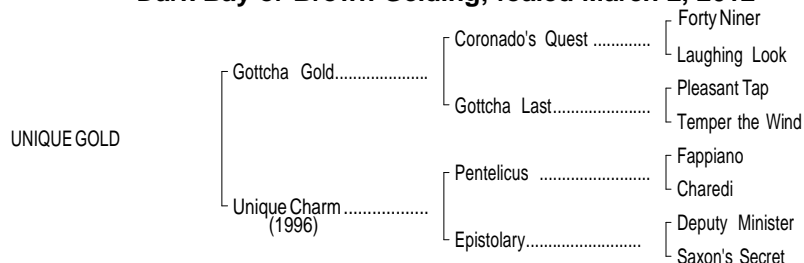 Dark Bay or Brown Gelding; foaled March 2, 2012
Forty Niner
Coronado's Quest .............
Laughing Look
Gottcha Gold.....................
Pleasant Tap
Gottcha Last......................
Temper the Wind
UNIQUE GOLD
Fappiano
Pentelicus .........................
Charedi
Unique Charm...................
(1996)
Deputy Minister
Epistolary..........................
Saxon's Secret